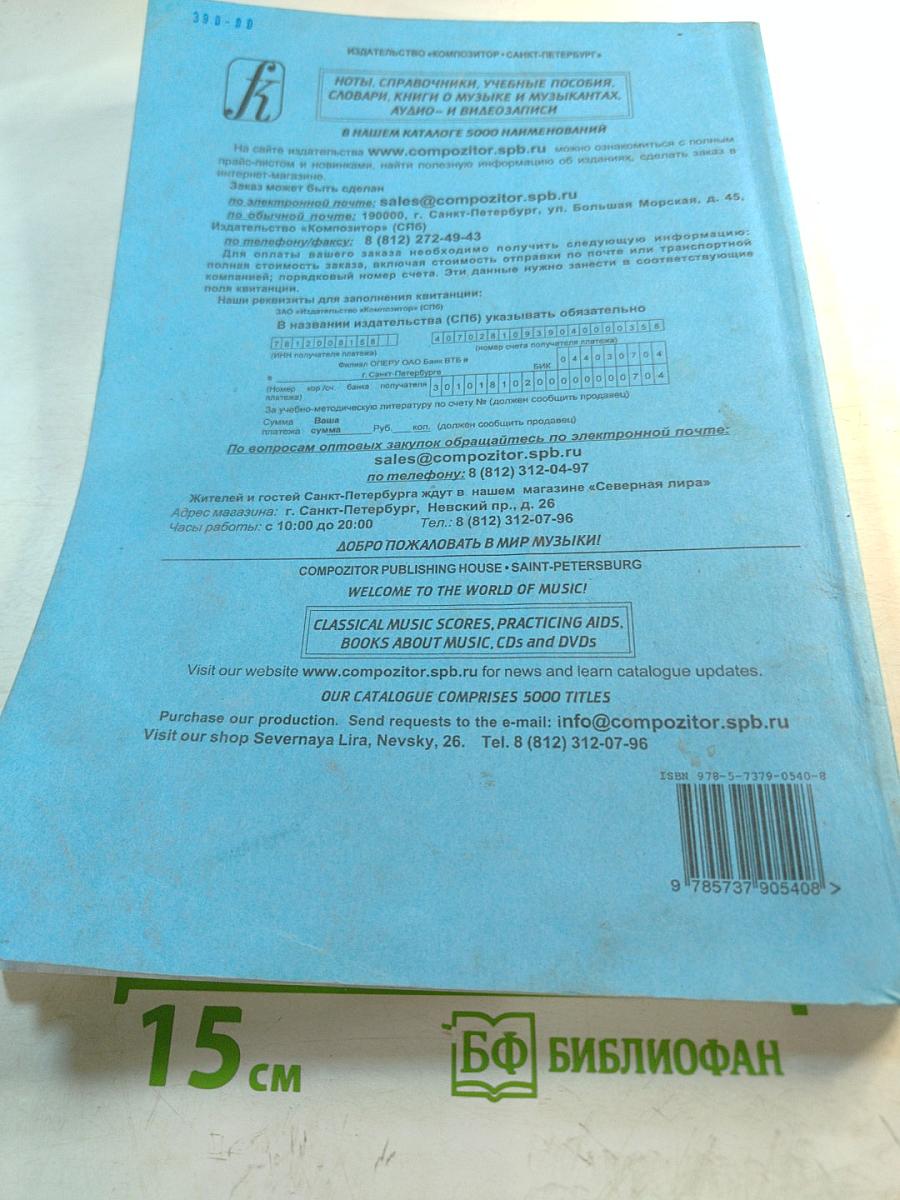 390-00
ИЗДАТЕЛЬСТВО «КОМПОЗИТОР • САНКТ-ПЕТЕРБУРГ»
НОТЫ, СПРАВОЧНИКИ, УЧЕБНЫЕ ПОСОБИЯ,
СЛОВАРИ, КНИГИ О МУЗЫКЕ И МУЗЫКАНТАХ,
АУДИО– И ВИДЕОЗАПИСИ
В НАШЕМ КАТАЛОГЕ 5000 НАИМЕНОВАНИЙ
На сайте издательства www.compozitor.spb.ru можно ознакомиться с полным
прайс-листом и новинками, найти полезную информацию об изданиях, сделать заказ в
интернет-магазине.
Заказ может быть сделан
по электронной почте: sales@compozitor.spb.ru
по обычной почте: 190000, г. Санкт-Петербург, ул. Большая Морская, д. 45,
Издательство «Композитор» (СПб)
по телефону/факсу: 8 (812) 272-49-43
Для оплаты вашего заказа необходимо получить следующую информацию:
полная стоимость заказа, включая стоимость отправки по почте или транспортной
компанией; порядковый номер счета. Эти данные нужно занести в соответствующие
поля квитанции.
Наши реквизиты для заполнения квитанции:
ЗАО «Издательство «Композитор» (СПб)
В названии издательства (СПб) указывать обязательно
7812008168 40702810939040000356
(ИНН получателя платежа) (номер счета получателя платежа)
Филиал ОПЕРУ ОАО Банк ВТБ в
в г. Санкт-Петербурге БИК 044030704
(Номер кор./сч. банка получателя 30101810200000000704
платежа)
За учебно-методическую литературу по счету № (должен сообщить продавец)
Сумма Ваша
платежа сумма Руб. коп. (должен сообщить продавец)
По вопросам оптовых закупок обращайтесь по электронной почте:
sales@compozitor.spb.ru
по телефону: 8 (812) 312-04-97
Жителей и гостей Санкт-Петербурга ждут в нашем магазине «Северная лира»
Адрес магазина: г. Санкт-Петербург, Невский пр., д. 26
Часы работы: с 10:00 до 20:00 Тел.: 8 (812) 312-07-96
ДОБРО ПОЖАЛОВАТЬ В МИР МУЗЫКИ!
COMPOZITOR PUBLISHING HOUSE • SAINT-PETERSBURG
WELCOME TO THE WORLD OF MUSIC!
CLASSICAL MUSIC SCORES, PRACTICING AIDS,
BOOKS ABOUT MUSIC, CDs and DVDs
Visit our website www.compozitor.spb.ru for news and learn catalogue updates.
OUR CATALOGUE COMPRISES 5000 TITLES
Purchase our production. Send requests to the e-mail: info@compozitor.spb.ru
Visit our shop Severnaya Lira, Nevsky, 26. Tel. 8 (812) 312-07-96
ISBN 978-5-7379-0540-8
9 785737 905408 >
15 см
БФ БИБЛИОФАН